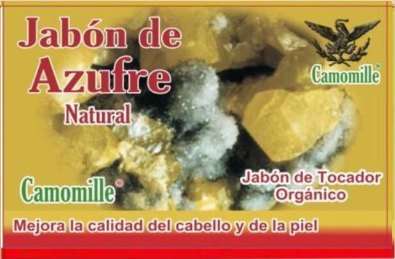 Jabón de
Azufre
Natural
Camomille
Camomille®
Jabón de Tocador
Orgánico
Mejora la calidad del cabello y de la piel